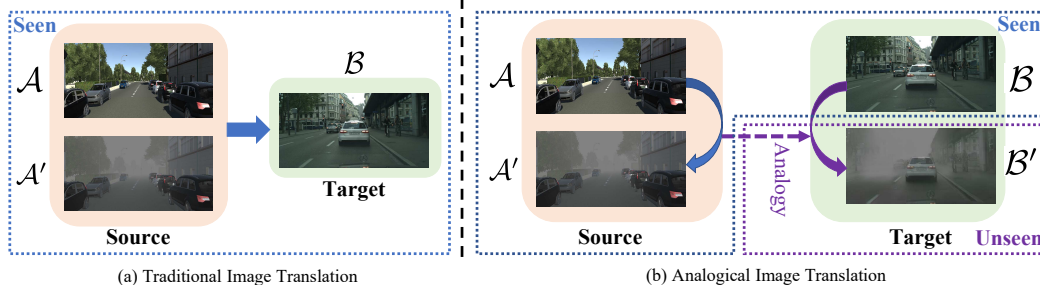 Seen
𝒜
𝒜′
Source
ℬ
Target
(a) Traditional Image Translation
𝒜
𝒜′
Source
Analogy
Seen
ℬ
ℬ′
Target
Unseen
(b) Analogical Image Translation